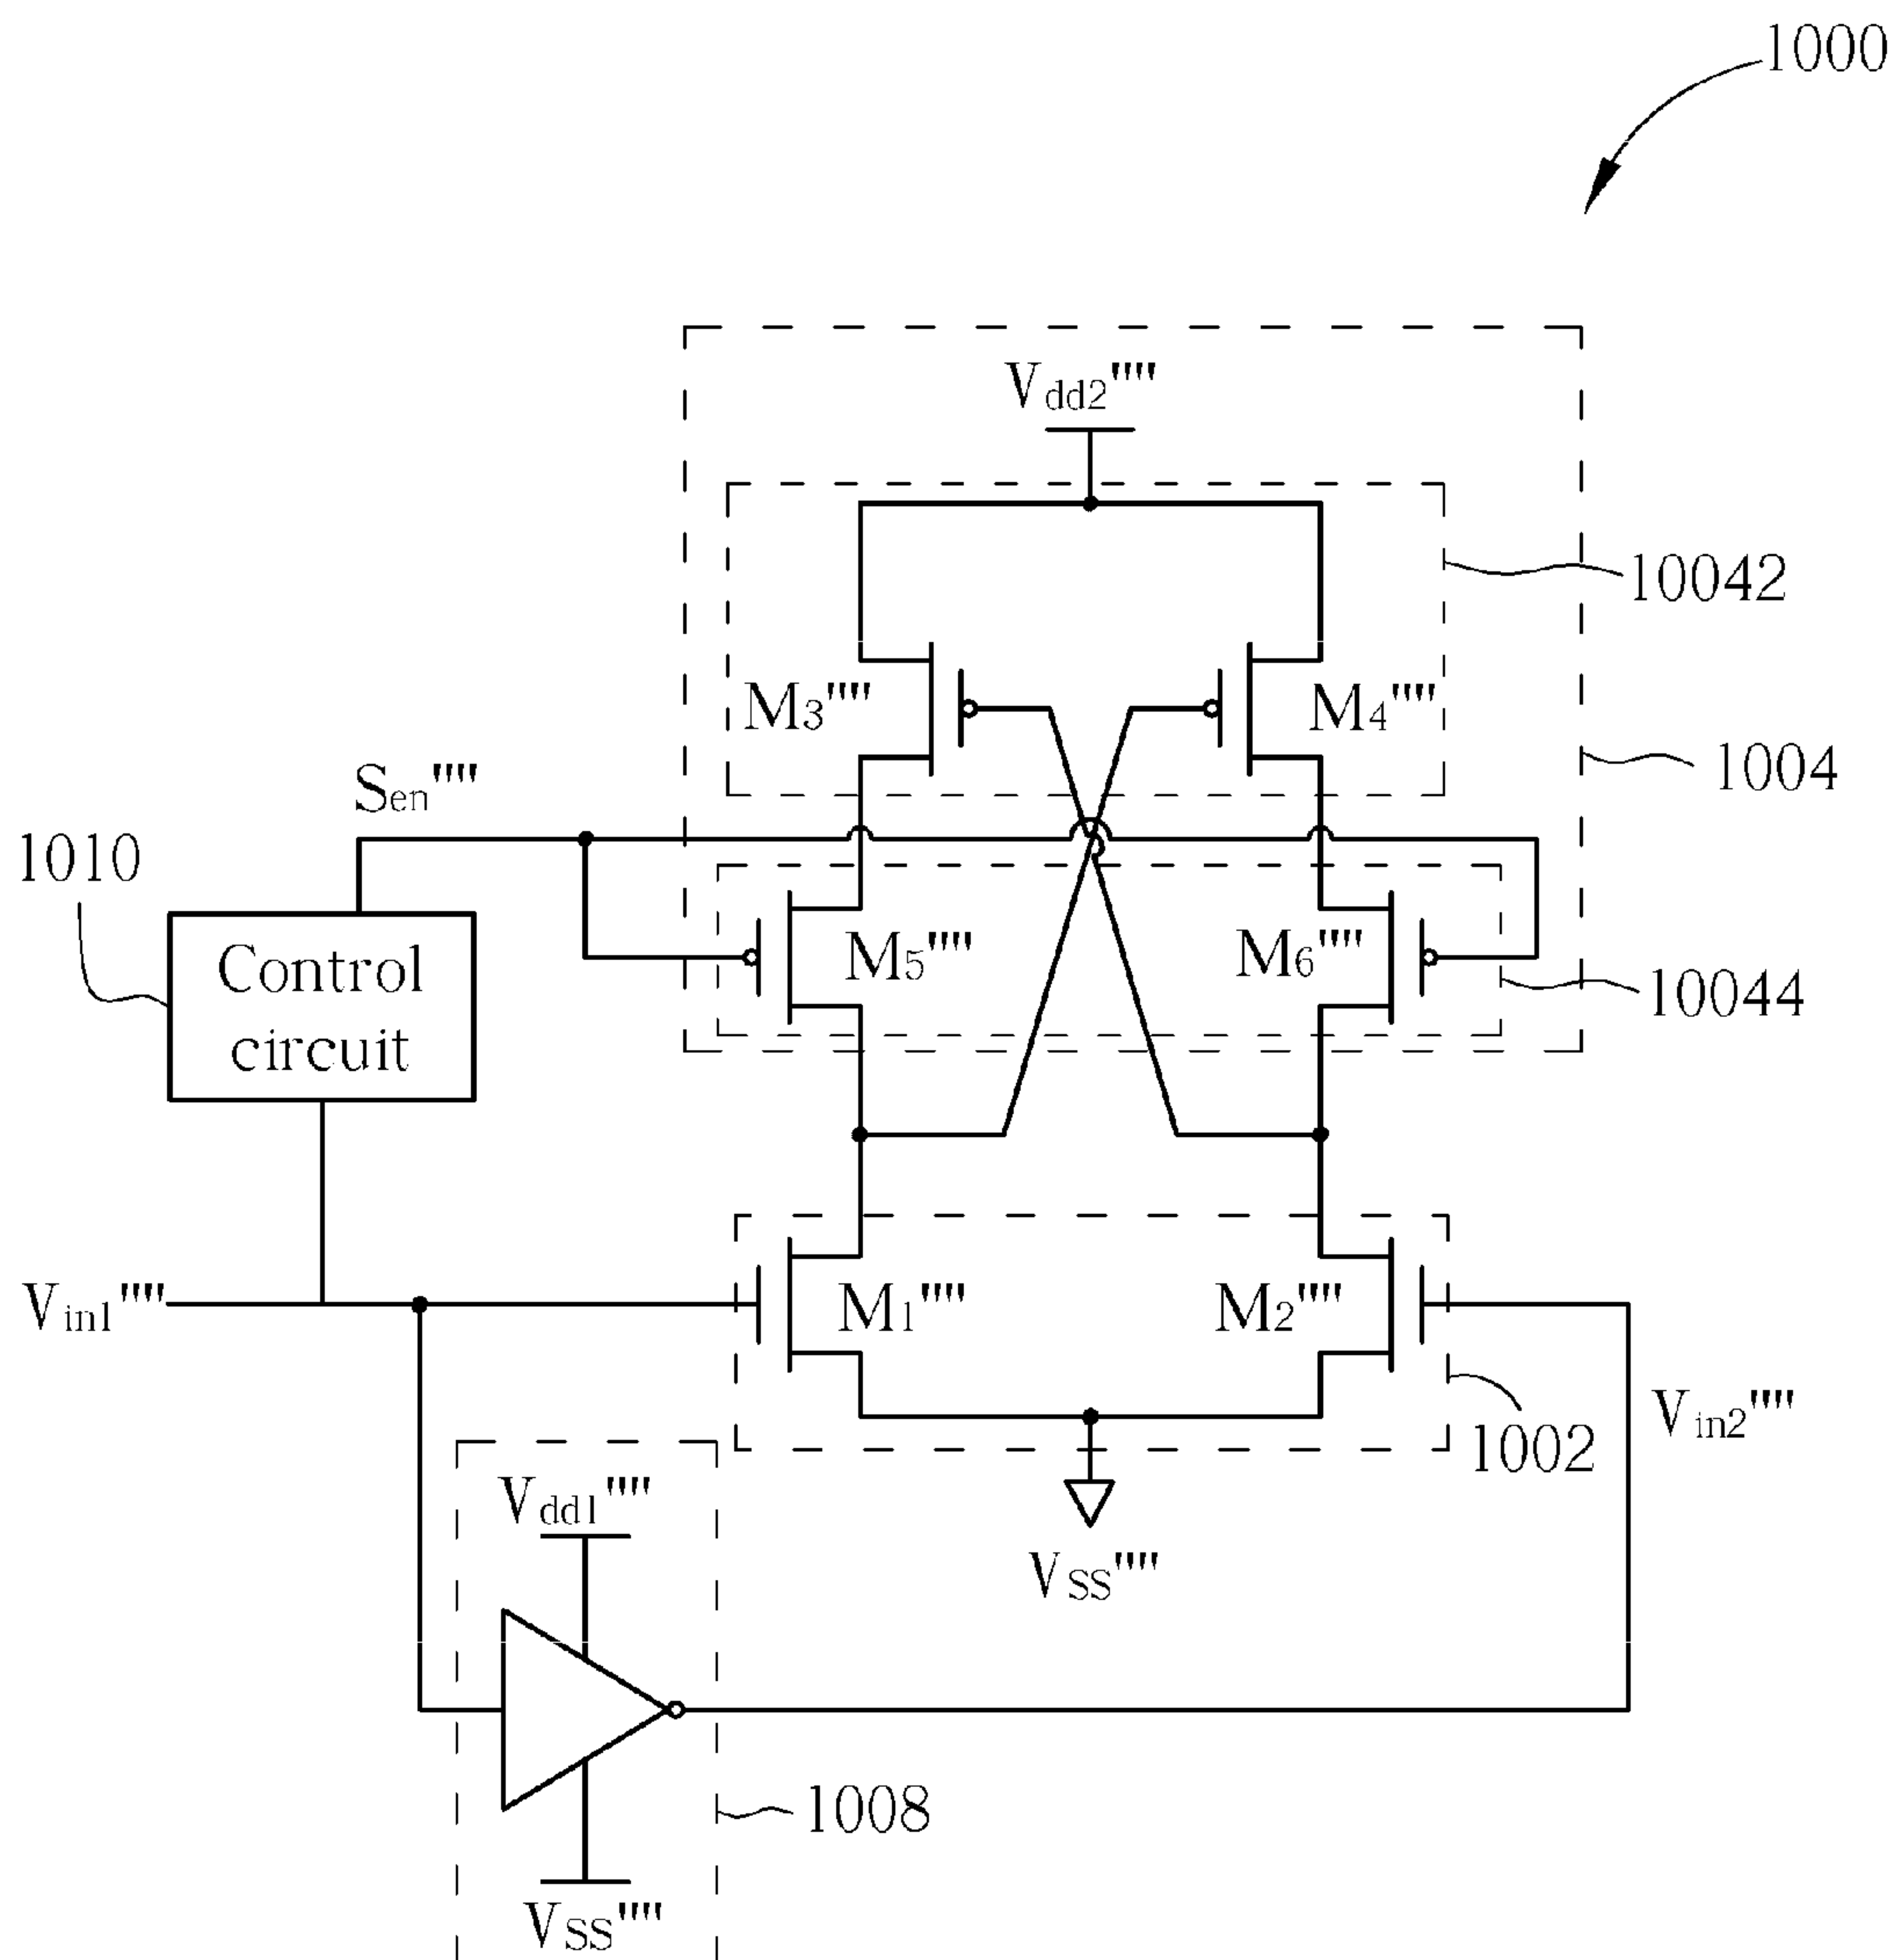 1000
Vdd2""
10042
M3""
M4""
1004
Sen""
1010
Control
circuit
M5""
M6""
10044
Vin1""
M1""
M2""
Vin2""
1002
Vdd1""
VSS""
1008
VSS""